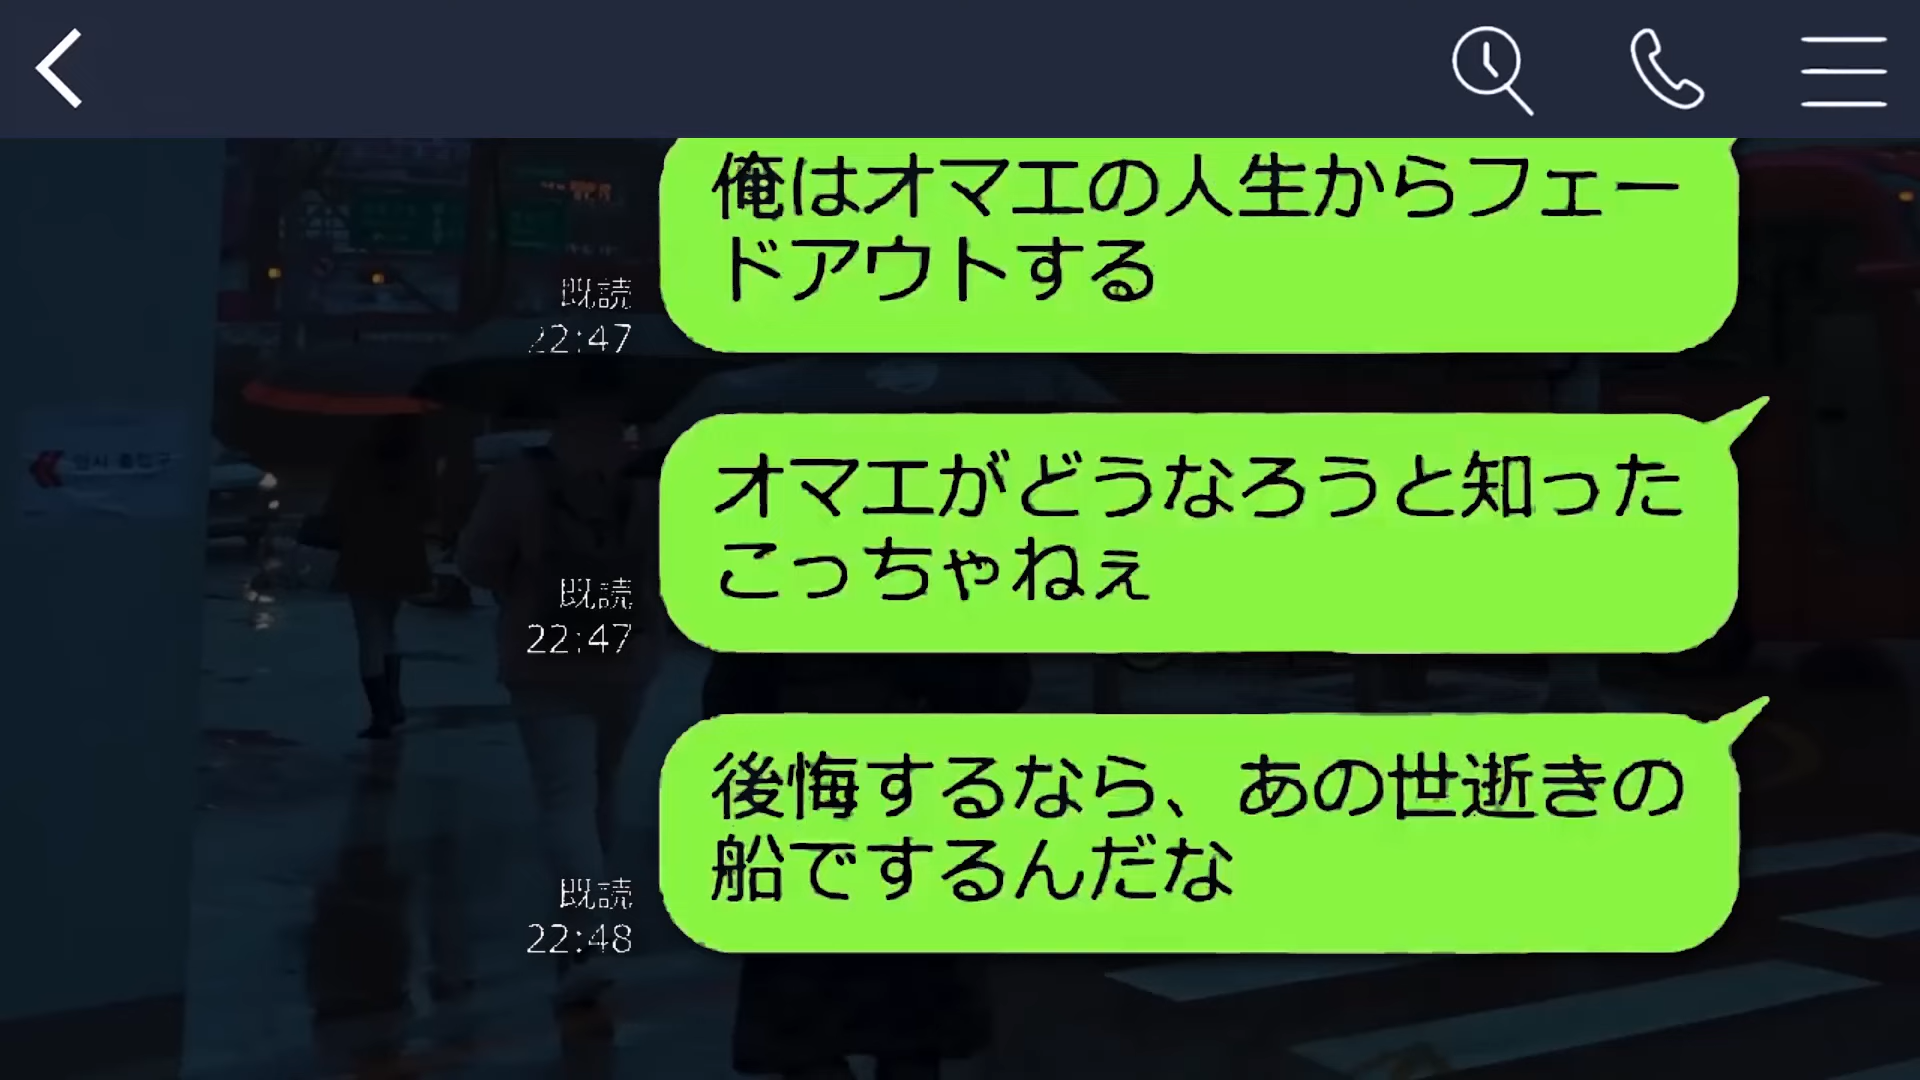 俺はオマエの人生からフェー
ドアウトする
既読
22:47
オマエがどうなろうと知った
こっちゃねぇ
既読
22:47
後悔するなら、あの世逝きの
船でするんだな
既読
22:48